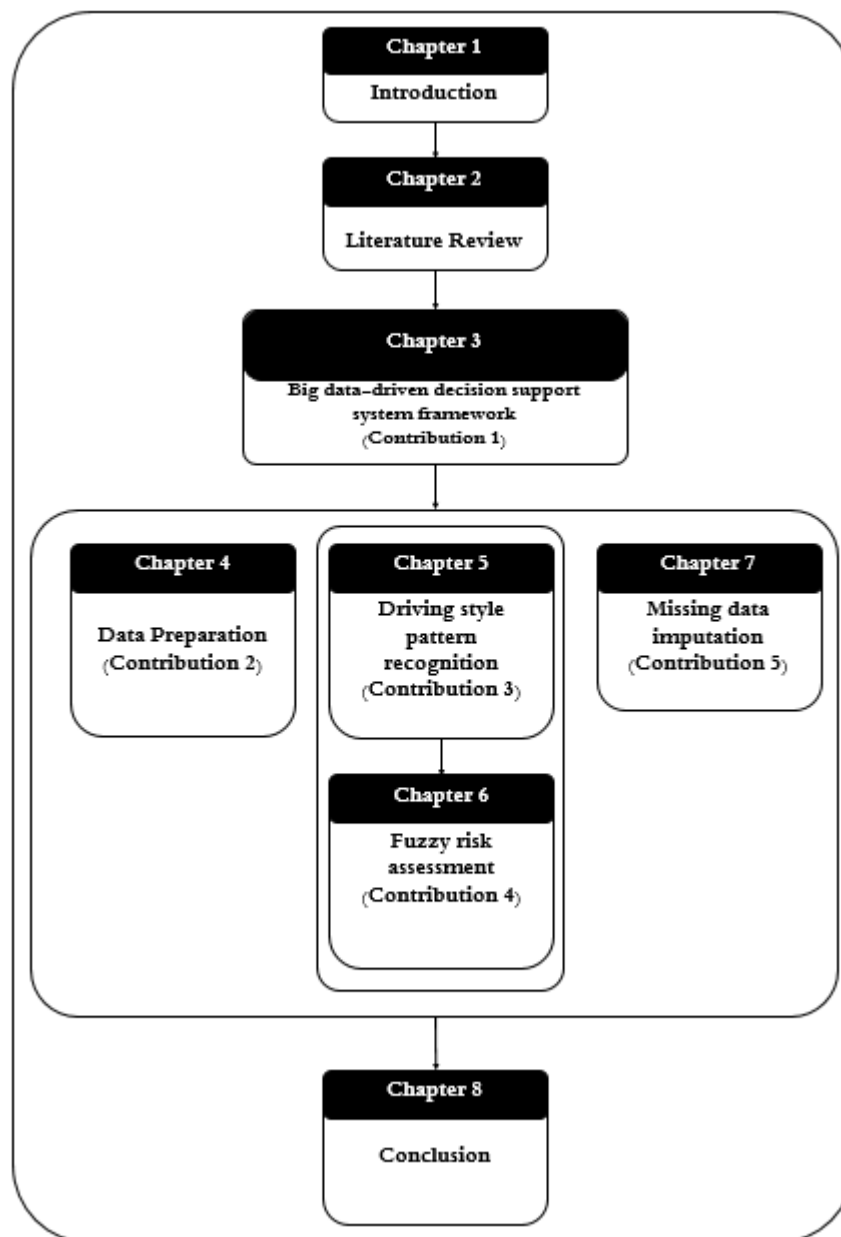 Chapter 1
Introduction
Chapter 2
Literature Review
Chapter 3
Big data-driven decision support
system framework
(Contribution 1)
Chapter 4
Data Preparation
(Contribution 2)
Chapter 5
Driving style
pattern
recognition
(Contribution 3)
Chapter 6
Fuzzy risk
assessment
(Contribution 4)
Chapter 7
Missing data
imputation
(Contribution 5)
Chapter 8
Conclusion